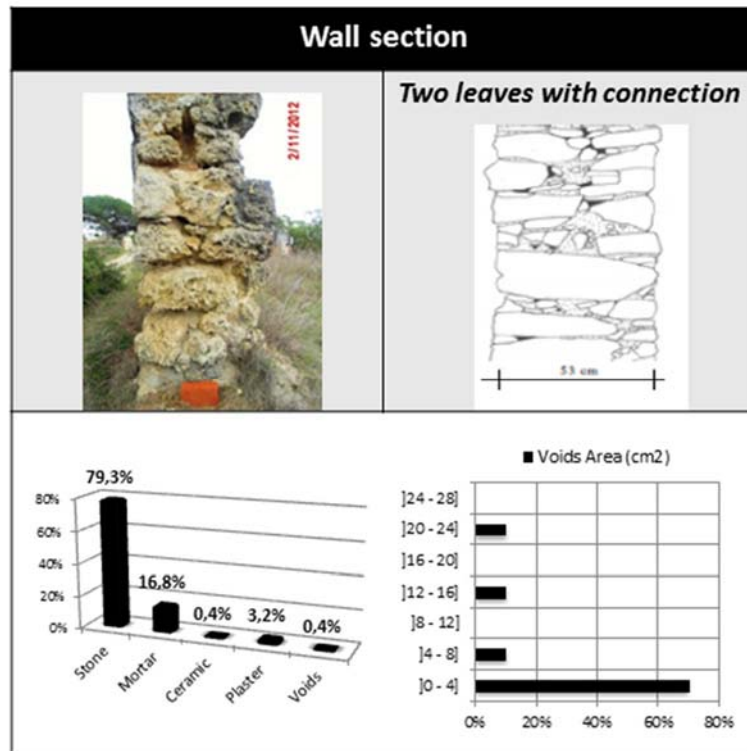 Wall section
2/11/2012
Two leaves with connection
53 cm
79,3%
80%
60%
40%
20%
0%
16,8%
0,4%
3,2%
0,4%
Stone
Mortar
Ceramic
Plaster
Voids
Voids Area (cm2)
]24 - 28]
]20 - 24]
]16 - 20]
]12 - 16]
]8 - 12]
]4 - 8]
]0 - 4]
0% 20% 40% 60% 80%